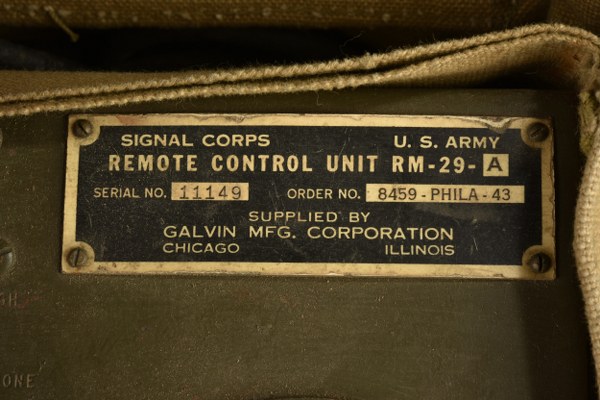 SIGNAL CORPS U. S. ARMY
REMOTE CONTROL UNIT RM-29-A
SERIAL NO. 11149 ORDER NO. 8459-PHILA-43
SUPPLIED BY
GALVIN MFG. CORPORATION
CHICAGO ILLINOIS
ONE